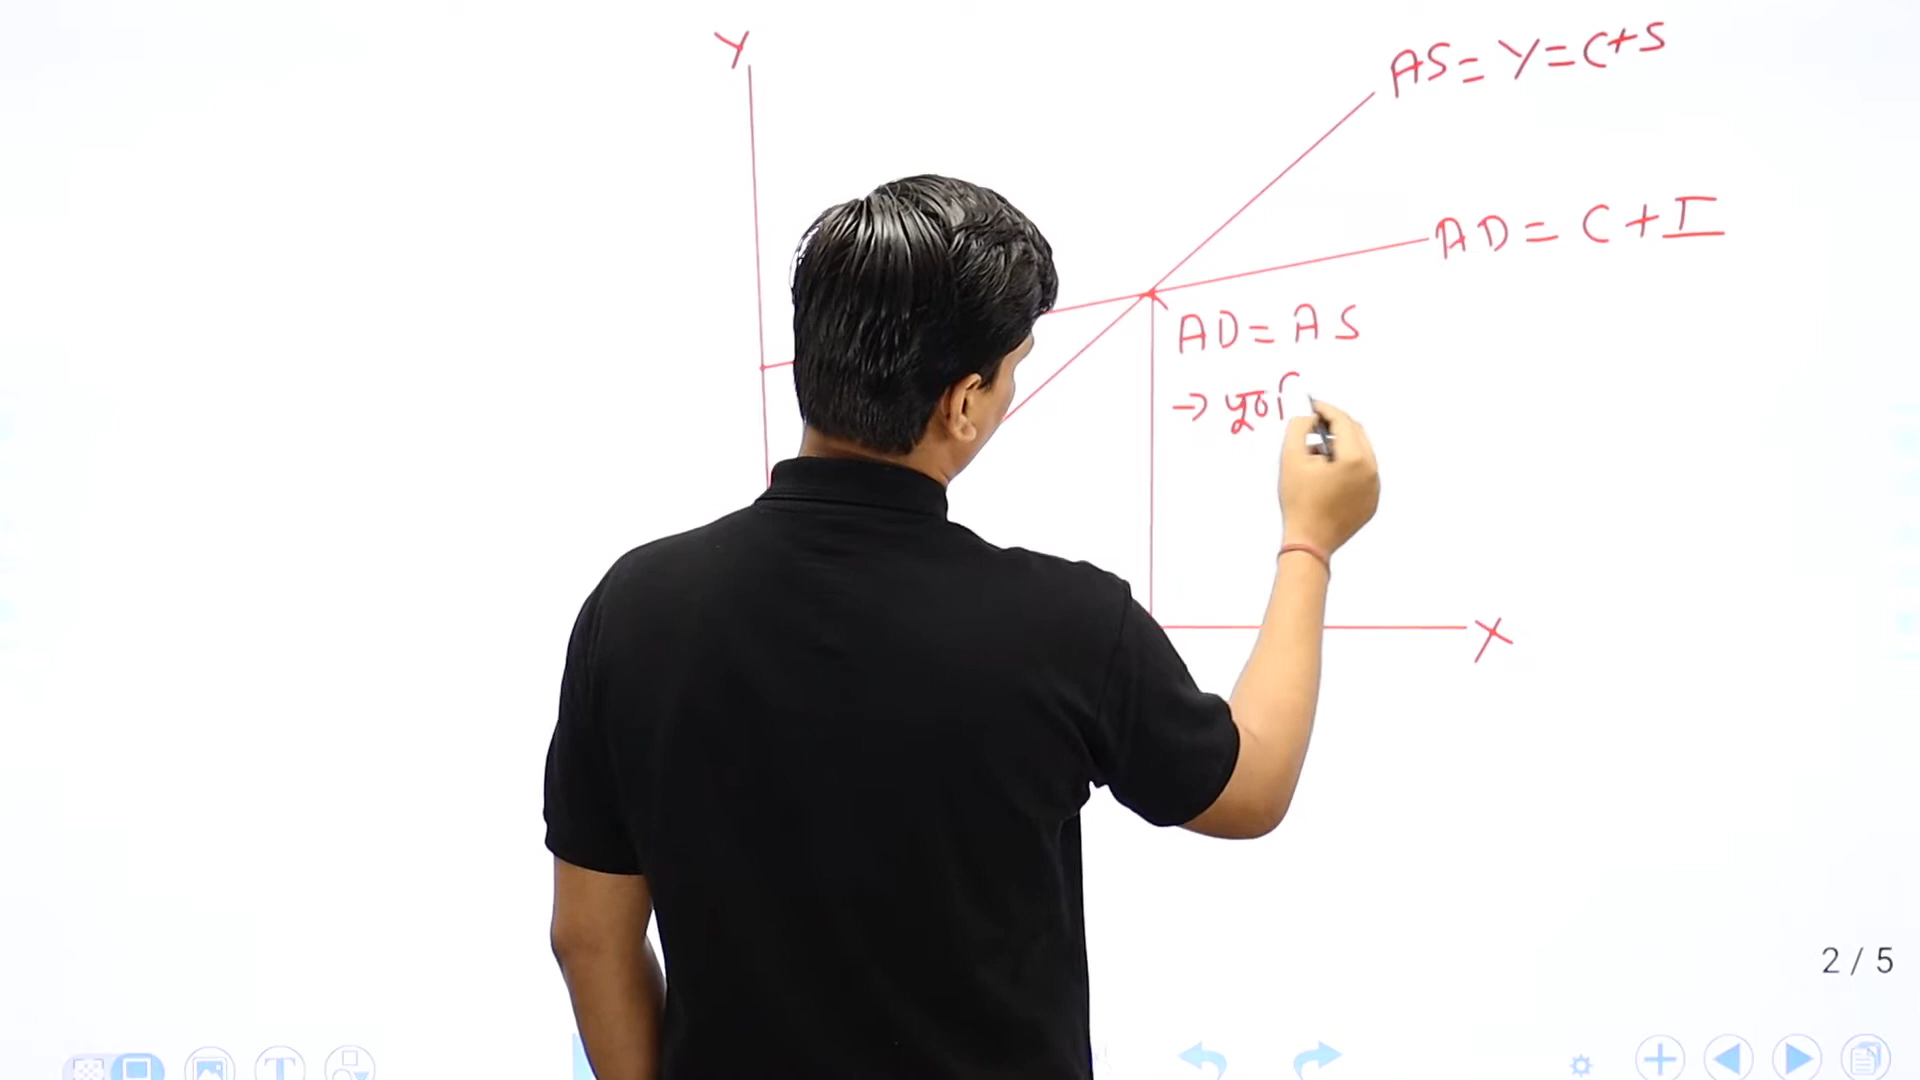 Y
AS = Y = C+S
AD = C + I
AD = AS
→
X
2 / 5